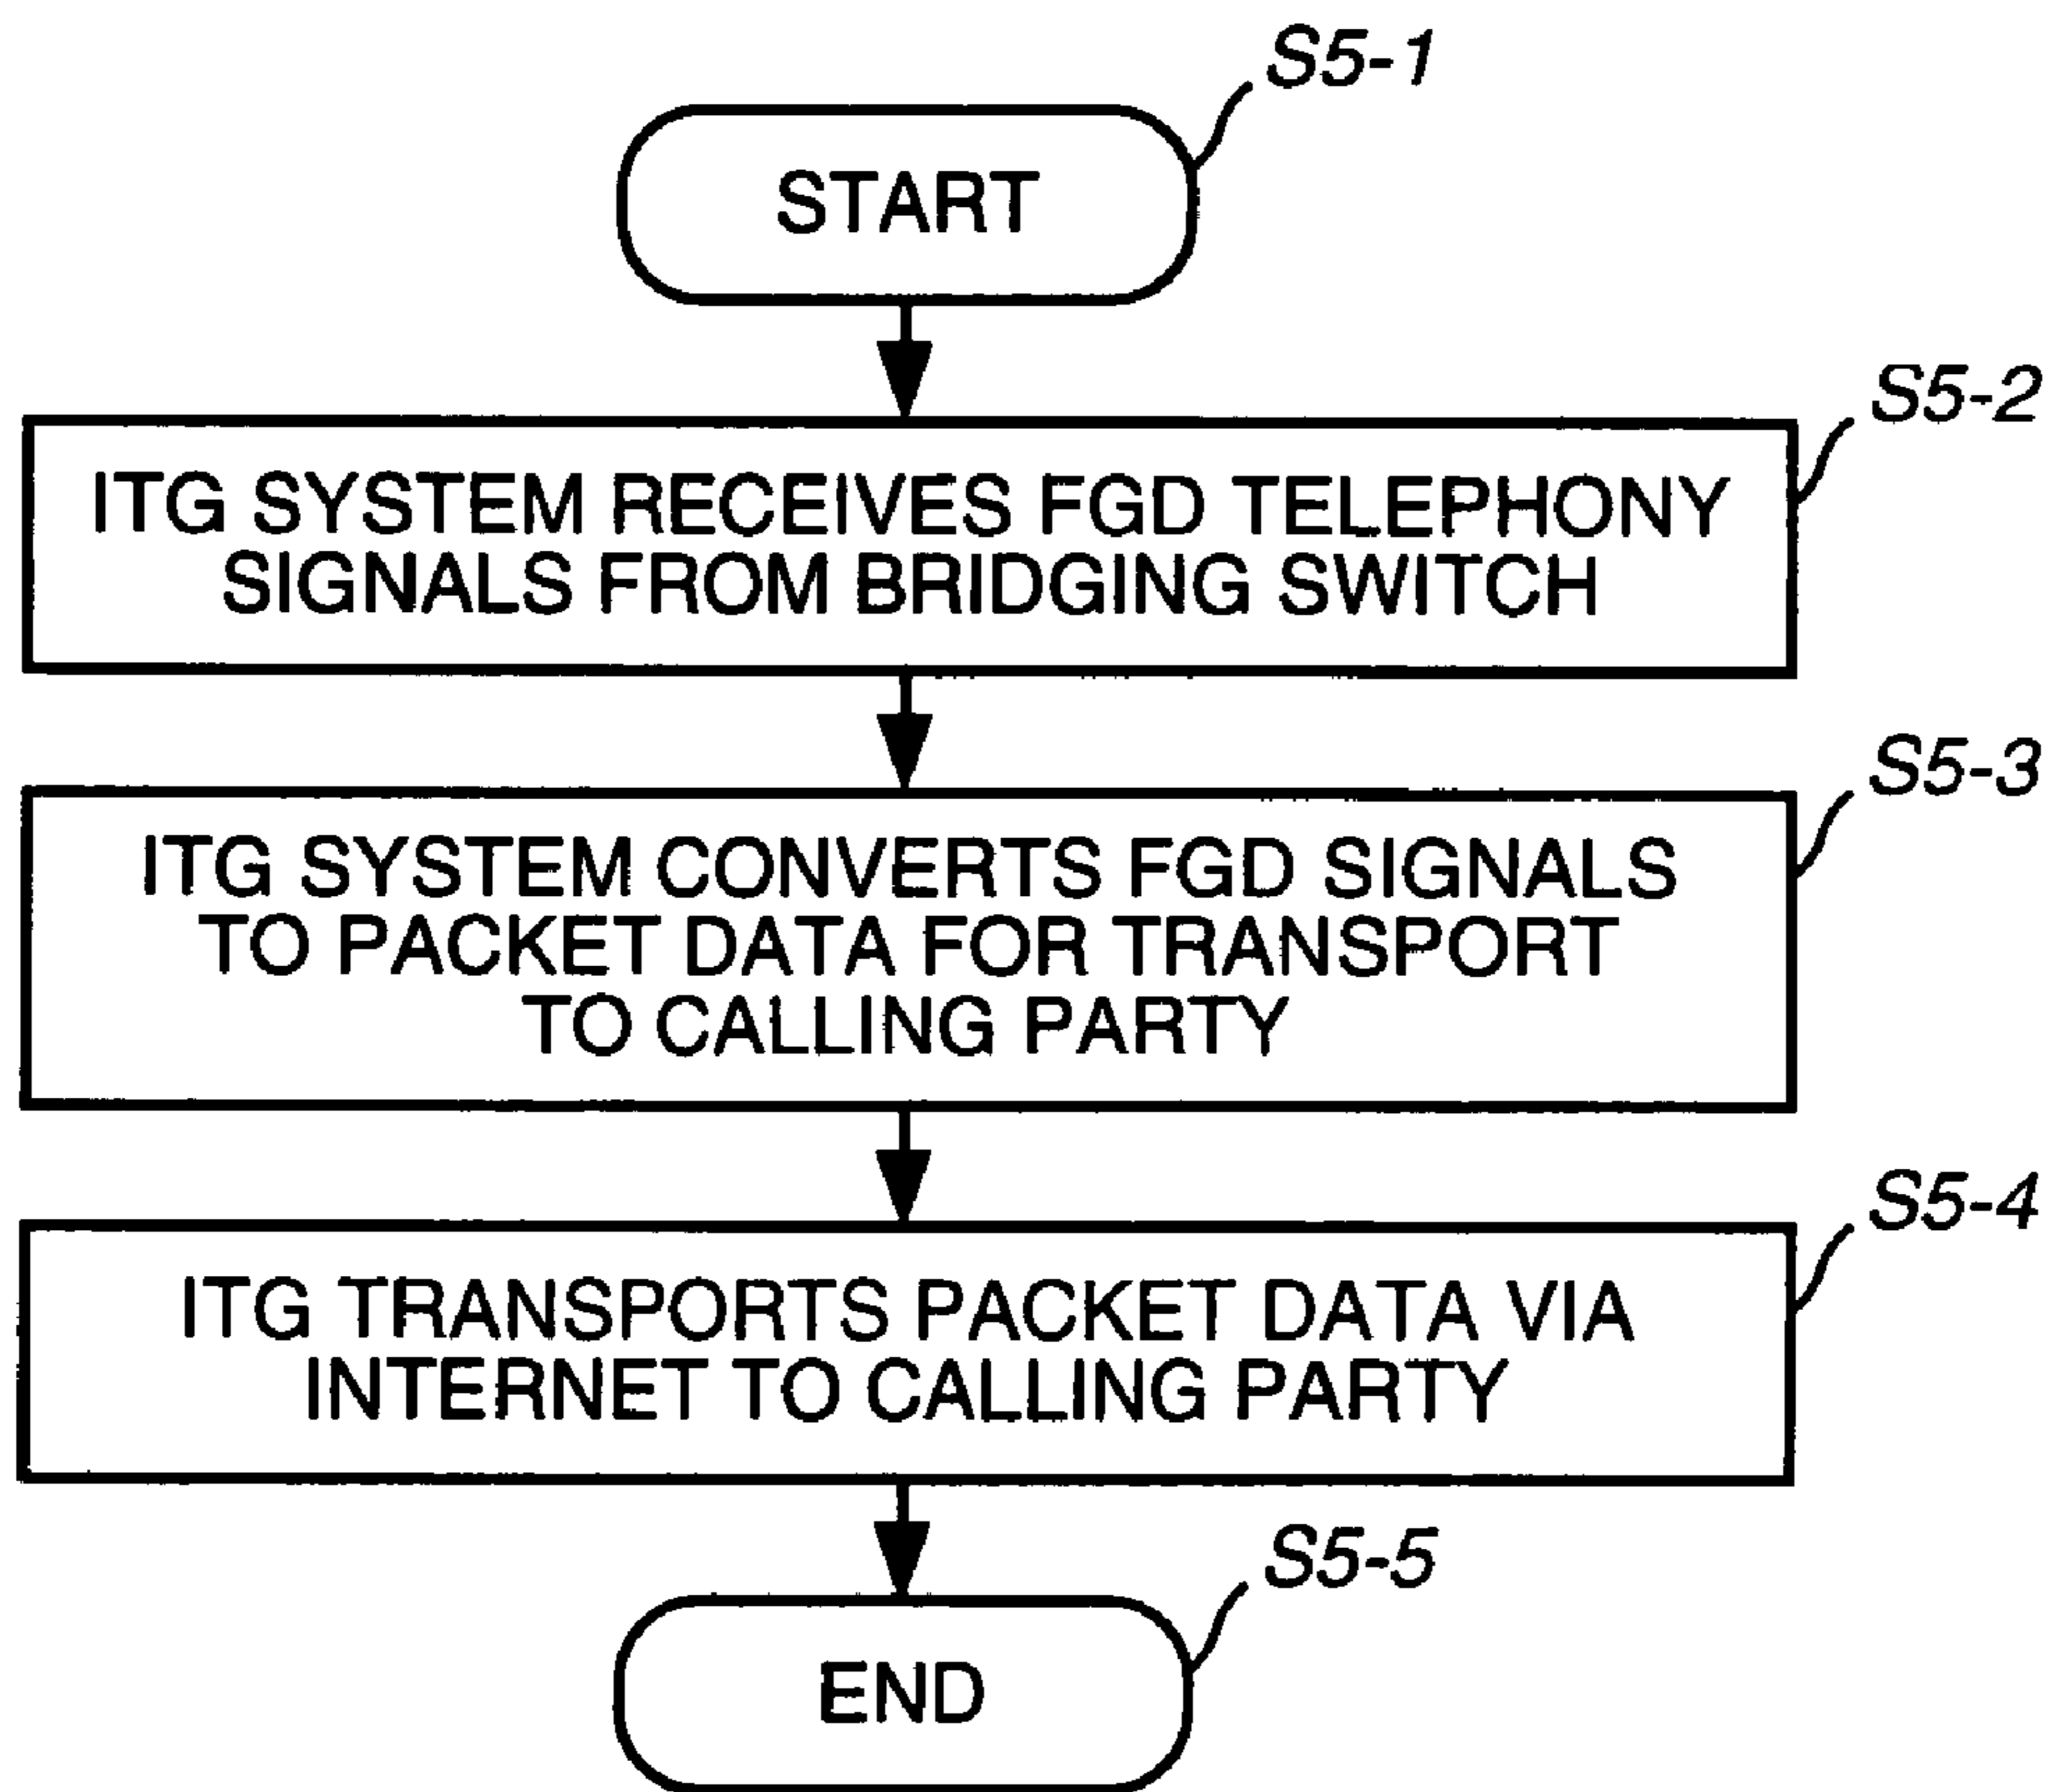 S5-1
START
S5-2
ITG SYSTEM RECEIVES FGD TELEPHONY
SIGNALS FROM BRIDGING SWITCH
S5-3
ITG SYSTEM CONVERTS FGD SIGNALS
TO PACKET DATA FOR TRANSPORT
TO CALLING PARTY
S5-4
ITG TRANSPORTS PACKET DATA VIA
INTERNET TO CALLING PARTY
S5-5
END